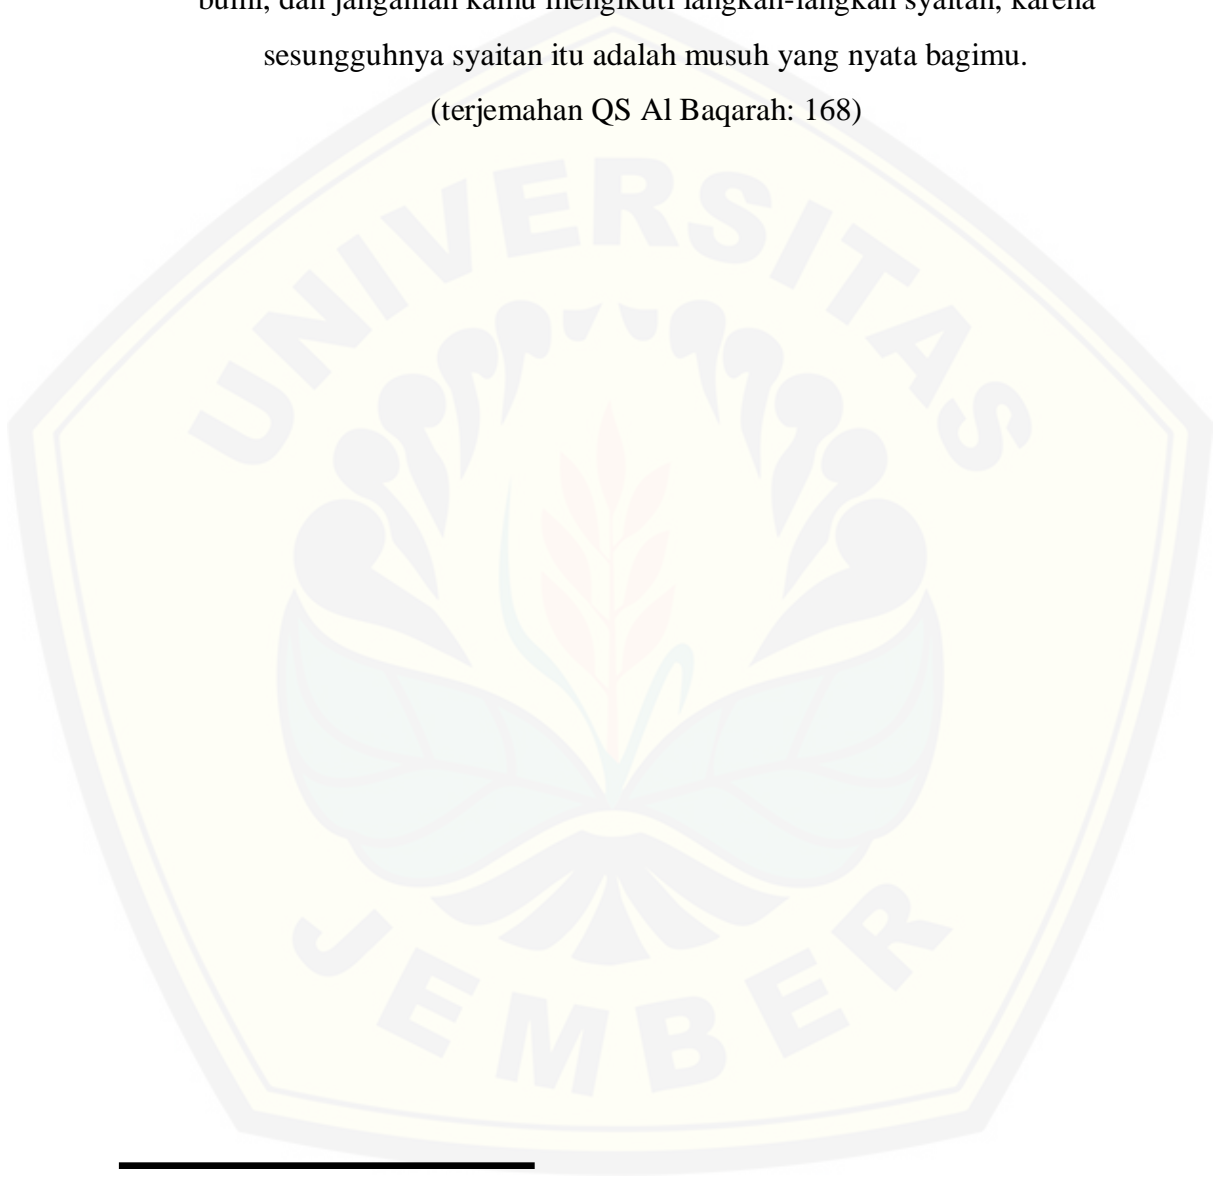 bumi, dan janganlah kamu mengikuti langkah-langkah syaitan, karena
sesungguhnya syaitan itu adalah musuh yang nyata bagimu.
(terjemahan QS Al Baqarah: 168)
UNIVERSITAS
JEMBER